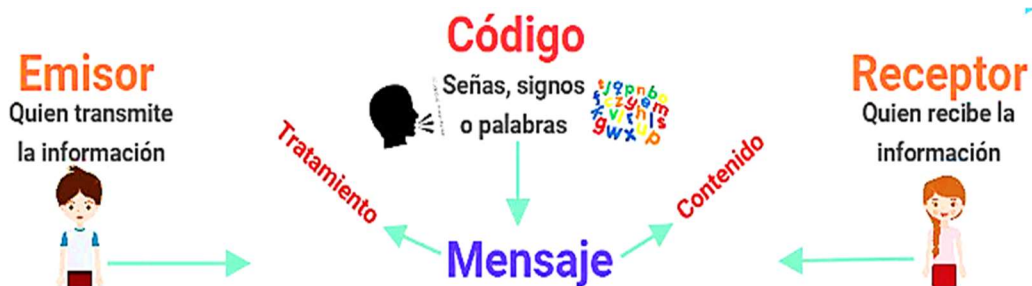 Código
Emisor
Señas, signos
o palabras
Receptor
Quien transmite
la información
Quien recibe la
información
Tratamiento
Contenido
Mensaje